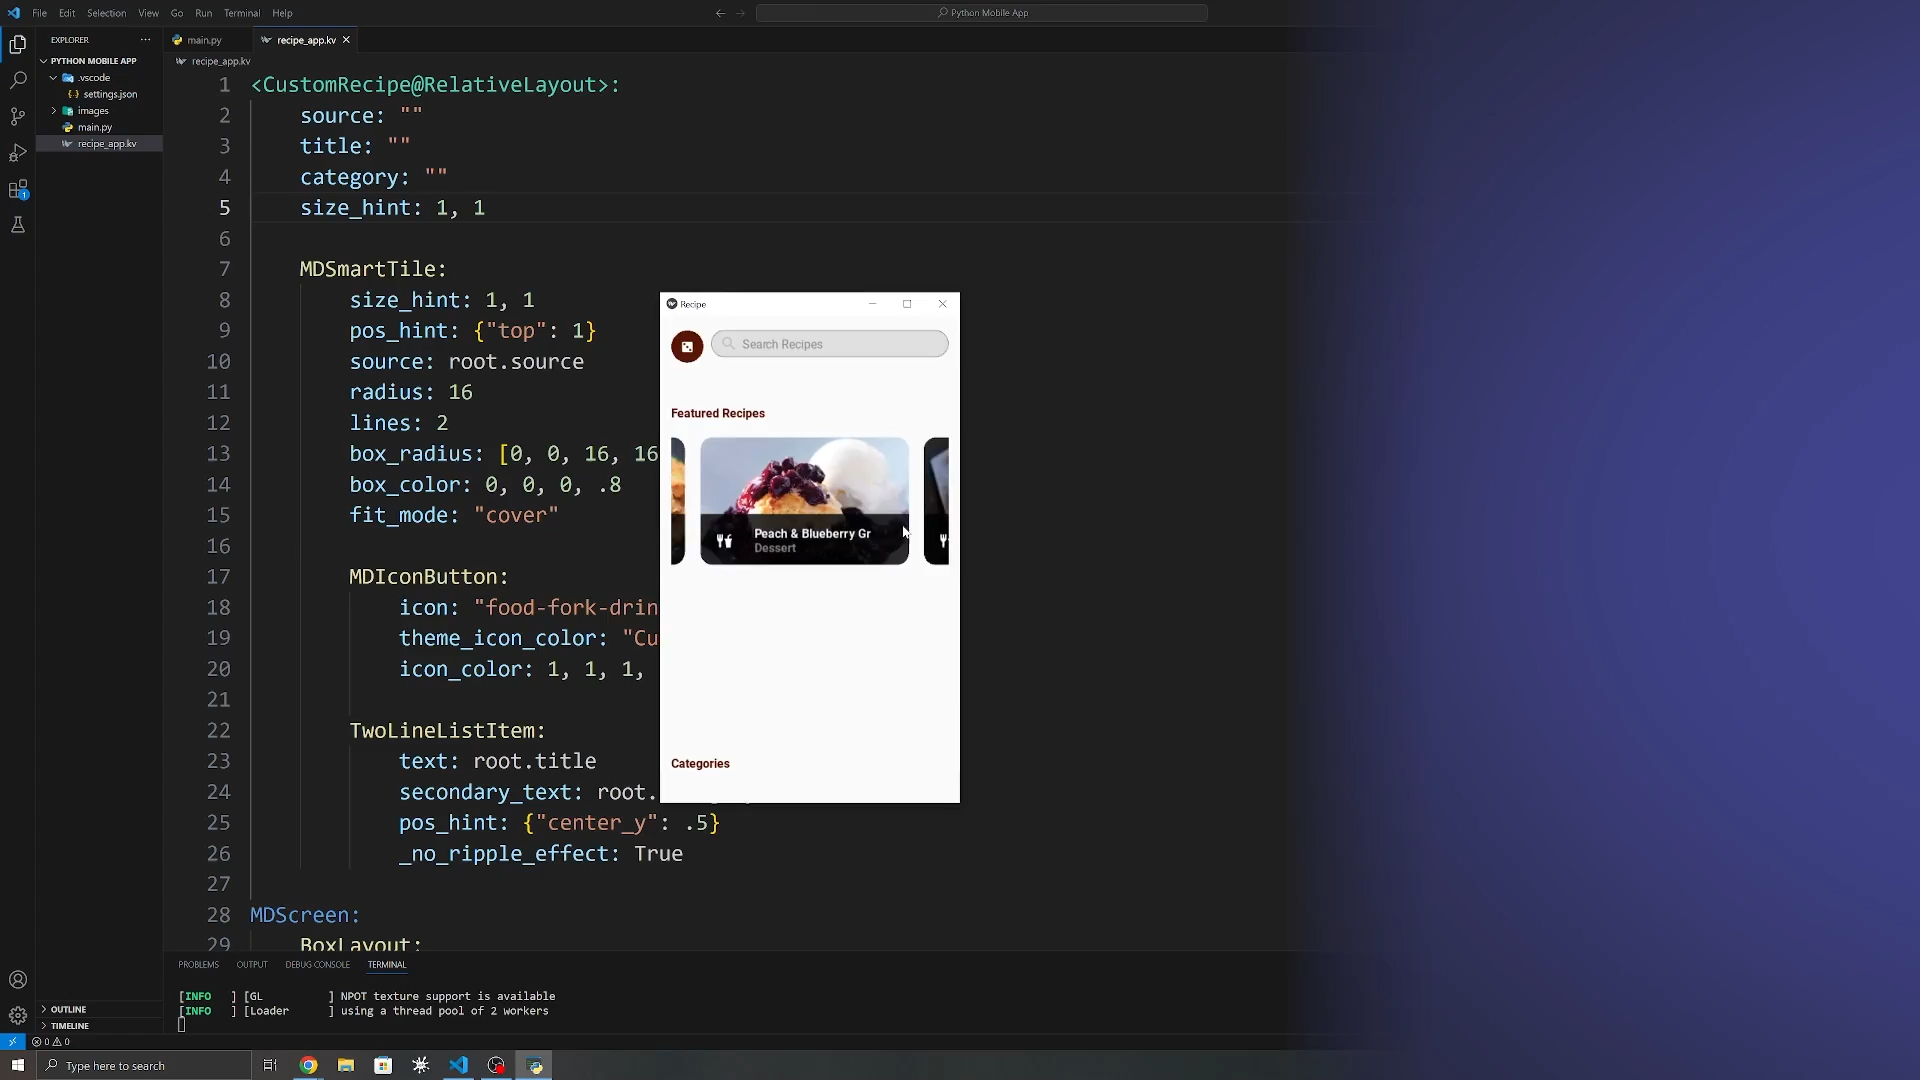 File Edit Selection View Go Run Terminal Help
Python Mobile App
EXPLORER
PYTHON MOBILE APP
.vscode
settings.json
images
main.py
recipe_app.kv
main.py
recipe_app.kv
recipe_app.kv
1 <CustomRecipe@RelativeLayout>:
2 source: ""
3 title: ""
4 category: ""
5 size_hint: 1, 1
6
7 MDSmartTile:
8 size_hint: 1, 1
9 pos_hint: {"top": 1}
10 source: root.source
11 radius: 16
12 lines: 2
13 box_radius: [0, 0, 16, 16
14 box_color: 0, 0, 0, .8
15 fit_mode: "cover"
16
17 MDIconButton:
18 icon: "food-fork-drin
19 theme_icon_color: "Cu
20 icon_color: 1, 1, 1,
21
22 TwoLineListItem:
23 text: root.title
24 secondary_text: root.
25 pos_hint: {"center_y": .5}
26 _no_ripple_effect: True
27
28 MDScreen:
29 BoxLayout:
Recipe
Search Recipes
Featured Recipes
Peach & Blueberry Gr
Dessert
Categories
PROBLEMS OUTPUT DEBUG CONSOLE TERMINAL
[INFO ] [GL ] NPOT texture support is available
[INFO ] [Loader ] using a thread pool of 2 workers
OUTLINE
TIMELINE
0 0
Type here to search